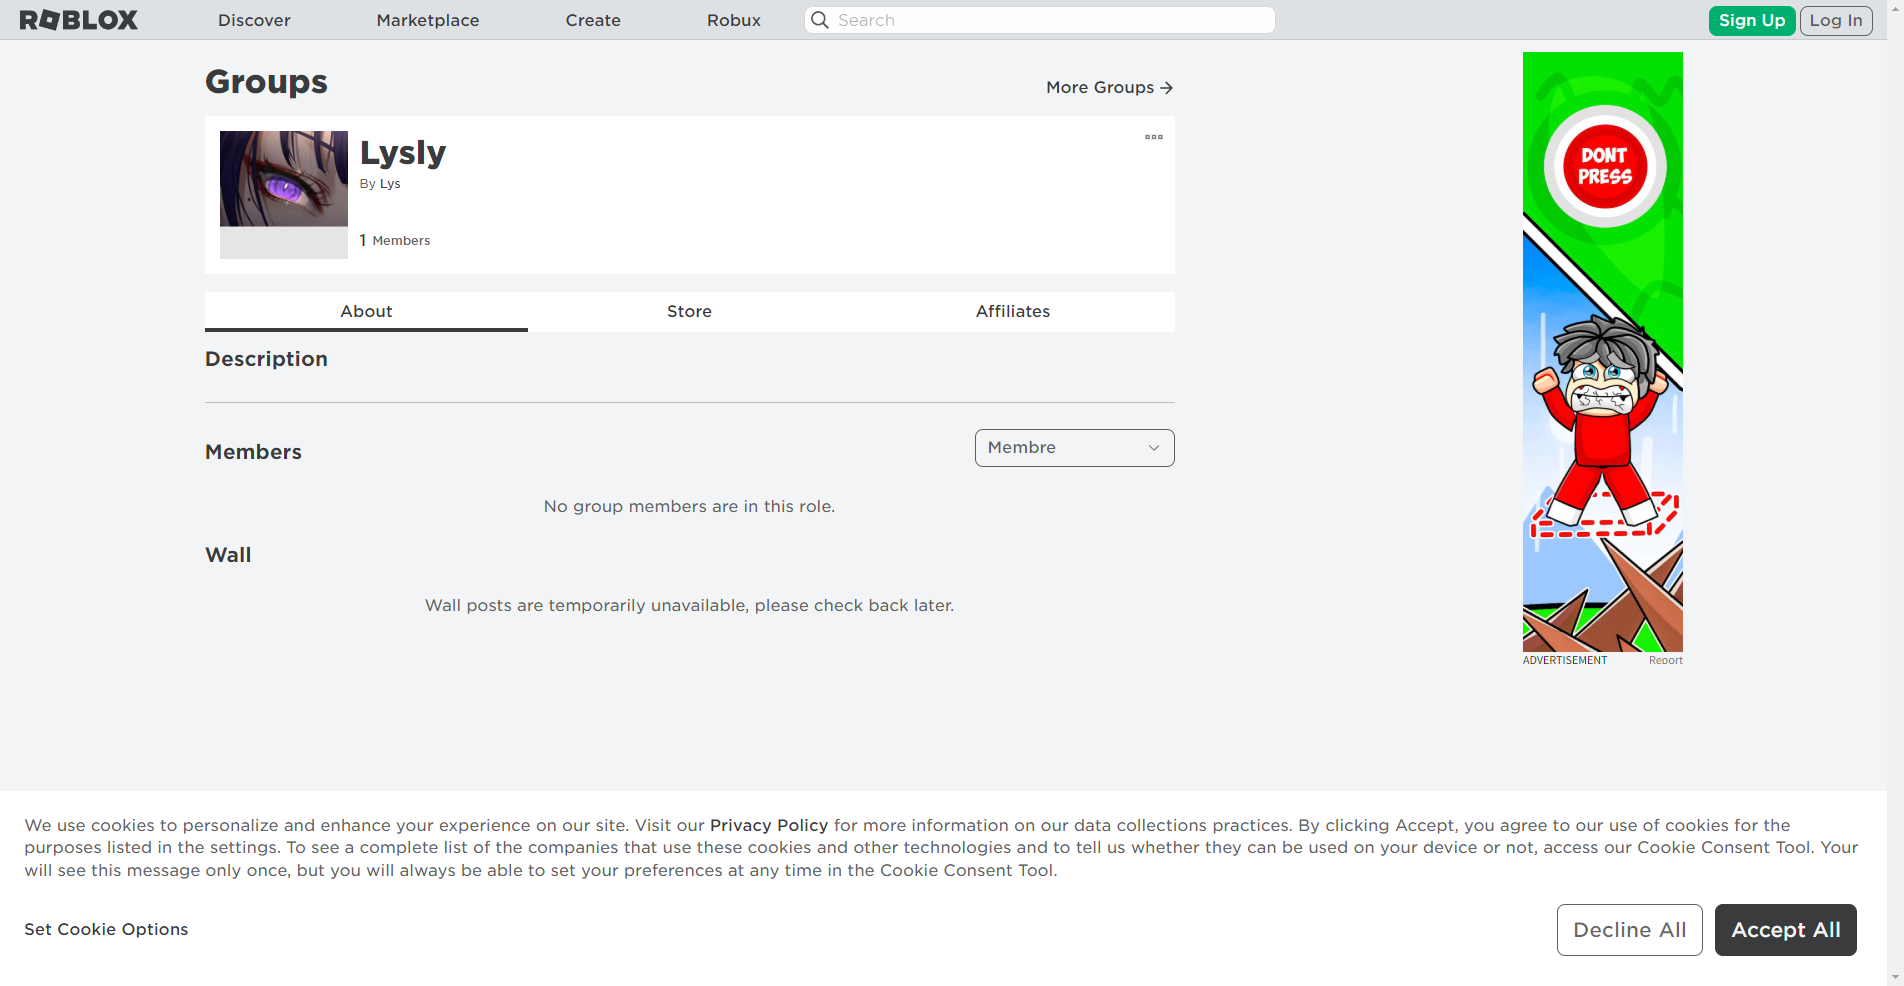 ROBLOX Discover Marketplace Create Robux Search Sign Up Log In
Groups
More Groups
Lysly
By Lys
1 Members
About Store Affiliates
Description
Members
Membre
No group members are in this role.
Wall
Wall posts are temporarily unavailable, please check back later.
DONT
PRESS
ADVERTISEMENT Report
We use cookies to personalize and enhance your experience on our site. Visit our Privacy Policy for more information on our data collections practices. By clicking Accept, you agree to our use of cookies for the
purposes listed in the settings. To see a complete list of the companies that use these cookies and other technologies and to tell us whether they can be used on your device or not, access our Cookie Consent Tool. Your
will see this message only once, but you will always be able to set your preferences at any time in the Cookie Consent Tool.
Set Cookie Options
Decline All
Accept All